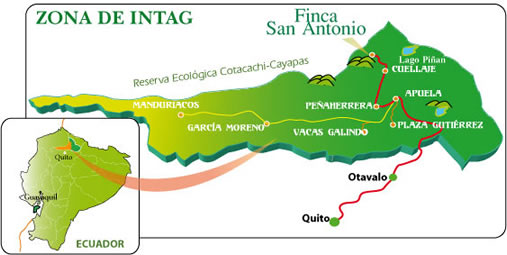 ZONA DE INTAG
Finca
San Antonio
Lago Piñan
CUELLAJE
Reserva Ecológica Cotacachi-Cayapas
MANDURIACOS
PEÑAHERRERA
APUELA
GARCÍA MORENO
VACAS GALINDO
PLAZA GUTIÉRREZ
Otavalo
Quito
Quito
Guayaquil
ECUADOR